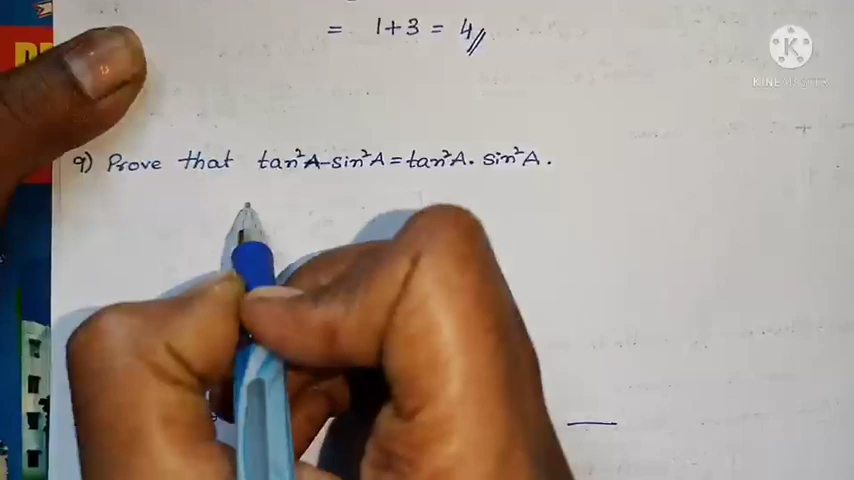 = 1+3 = 4//
KINEMASTER
9) Prove that tan²A-sin²A=tan²A. sin²A.